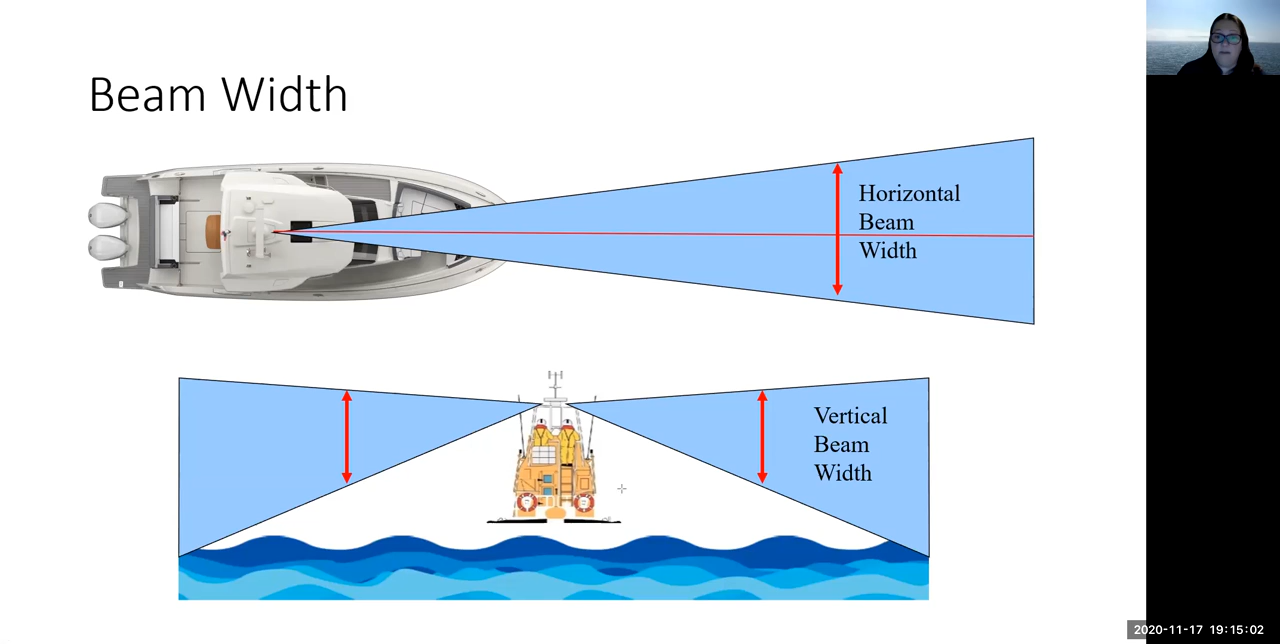 Beam Width
Horizontal
Beam
Width
Vertical
Beam
Width
2020-11-17 19:15:02